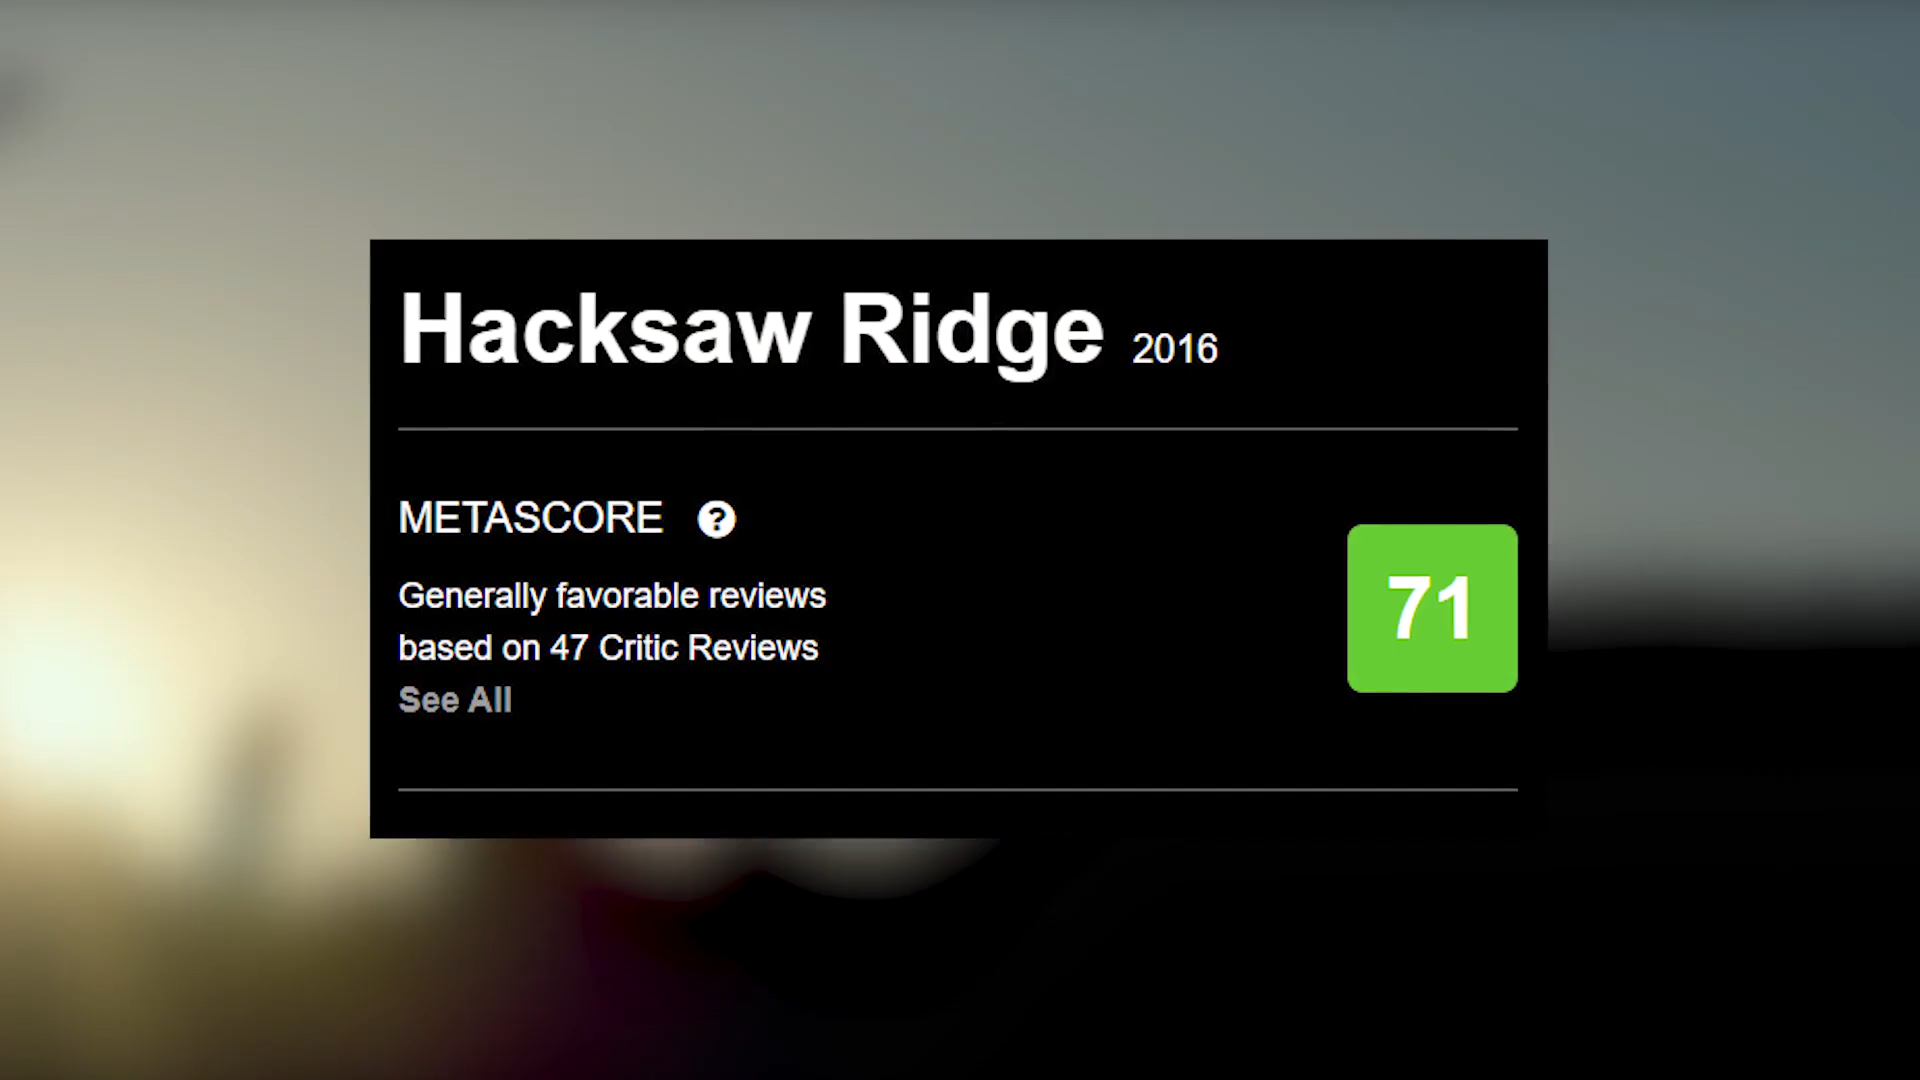 Hacksaw Ridge 2016
METASCORE ?
Generally favorable reviews
based on 47 Critic Reviews
See All
71